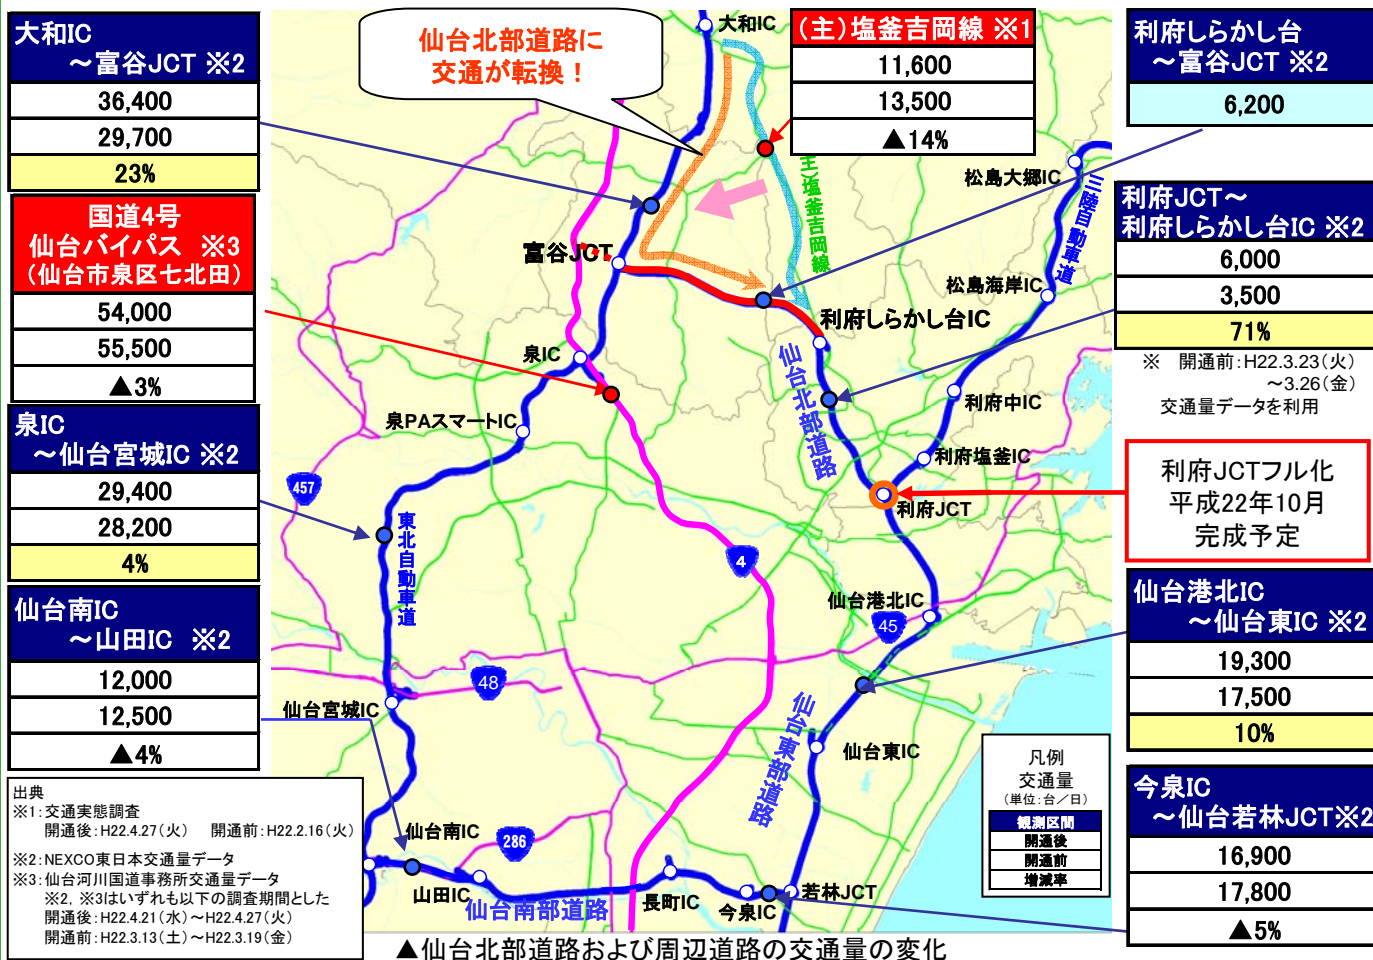 大和IC
～富谷JCT ※2
36,400
29,700
23%
国道4号
仙台バイパス ※3
(仙台市泉区七北田)
54,000
55,500
▲3%
泉IC
～仙台宮城IC ※2
29,400
28,200
4%
仙台南IC
～山田IC ※2
12,000
12,500
▲4%
出典
※1:交通実態調査
開通後:H22.4.27(火) 開通前:H22.2.16(火)
※2:NEXCO東日本交通量データ
※3:仙台河川国道事務所交通量データ
※2, ※3はいずれも以下の調査期間とした
開通後:H22.4.21(水)～H22.4.27(火)
開通前:H22.3.13(土)～H22.3.19(金)
仙台北部道路に
交通が転換！
大和IC
(主)塩釜吉岡線 ※1
11,600
13,500
▲14%
主)塩釜吉岡線
松島大郷IC
三陸自動車道
富谷JCT
松島海岸IC
利府しらかし台IC
泉IC
仙台北部道路
利府中IC
泉PAスマートIC
利府塩釜IC
457
利府JCT
東北自動車道
4
仙台港北IC
45
48
仙台宮城IC
仙台東部道路
仙台東IC
仙台南IC
286
山田IC
仙台南部道路
長町IC
今泉IC
若林JCT
凡例
交通量
(単位:台／日)
観測区間
開通後
開通前
増減率
利府しらかし台
～富谷JCT ※2
6,200
利府JCT～
利府しらかし台IC ※2
6,000
3,500
71%
※ 開通前:H22.3.23(火)
～3.26(金)
交通量データを利用
利府JCTフル化
平成22年10月
完成予定
仙台港北IC
～仙台東IC ※2
19,300
17,500
10%
今泉IC
～仙台若林JCT※2
16,900
17,800
▲5%
▲仙台北部道路および周辺道路の交通量の変化